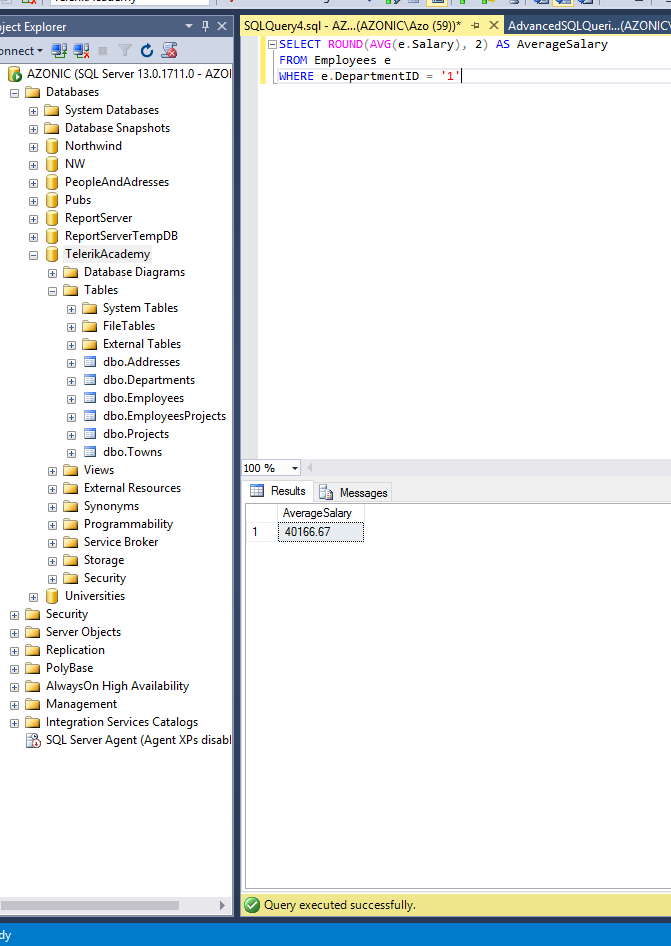 TelerikAcademy
ject Explorer
nnect
AZONIC (SQL Server 13.0.1711.0 - AZOI
Databases
System Databases
Database Snapshots
Northwind
NW
PeopleAndAdresses
Pubs
ReportServer
ReportServerTempDB
TelerikAcademy
Database Diagrams
Tables
System Tables
FileTables
External Tables
dbo.Addresses
dbo.Departments
dbo.Employees
dbo.EmployeesProjects
dbo.Projects
dbo.Towns
Views
External Resources
Synonyms
Programmability
Service Broker
Storage
Security
Universities
Security
Server Objects
Replication
PolyBase
AlwaysOn High Availability
Management
Integration Services Catalogs
SQL Server Agent (Agent XPs disabl
SQLQuery4.sql - AZ...(AZONIC\Azo (59))*
AdvancedSQLQueri...(AZONIC\
SELECT ROUND(AVG(e.Salary), 2) AS AverageSalary
FROM Employees e
WHERE e.DepartmentID = '1'
100 %
Results
Messages
AverageSalary
1 40166.67
Query executed successfully.
dy